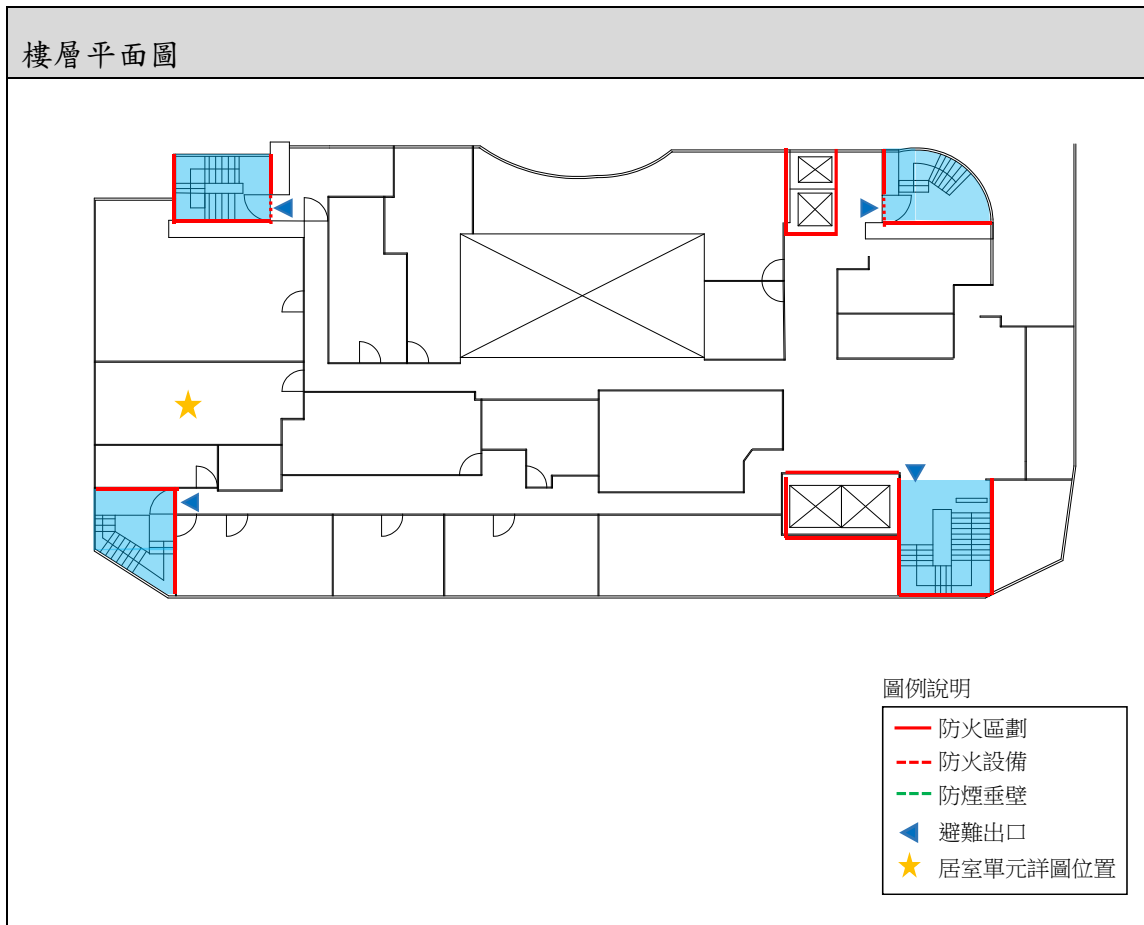 樓層平面圖
圖例說明
防火區劃
防火設備
防煙垂壁
避難出口
居室單元詳圖位置